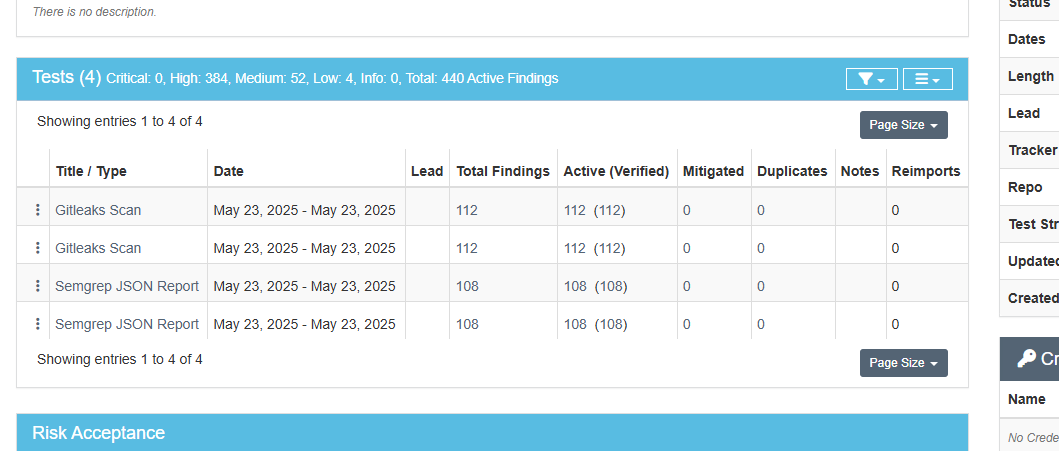 There is no description.
Tests (4) Critical: 0, High: 384, Medium: 52, Low: 4, Info: 0, Total: 440 Active Findings
Showing entries 1 to 4 of 4
Page Size
Title / Type Date Lead Total Findings Active (Verified) Mitigated Duplicates Notes Reimports
Gitleaks Scan May 23, 2025 - May 23, 2025 112 112 (112) 0 0 0
Gitleaks Scan May 23, 2025 - May 23, 2025 112 112 (112) 0 0 0
Semgrep JSON Report May 23, 2025 - May 23, 2025 108 108 (108) 0 0 0
Semgrep JSON Report May 23, 2025 - May 23, 2025 108 108 (108) 0 0 0
Showing entries 1 to 4 of 4
Page Size
Risk Acceptance
Status
Dates
Length
Lead
Tracker
Repo
Test Str
Updated
Created
Cr
Name
No Crede